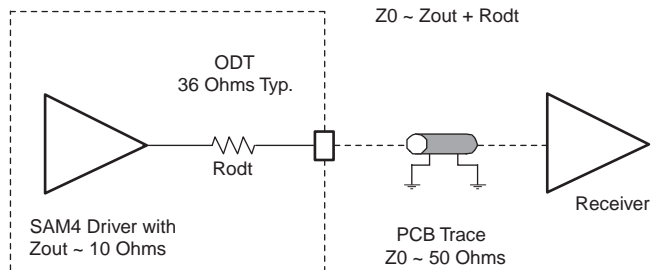 Z0 ~ Zout + Rodt
ODT
36 Ohms Typ.
Rodt
Receiver
SAM4 Driver with
Zout ~ 10 Ohms
PCB Trace
Z0 ~ 50 Ohms